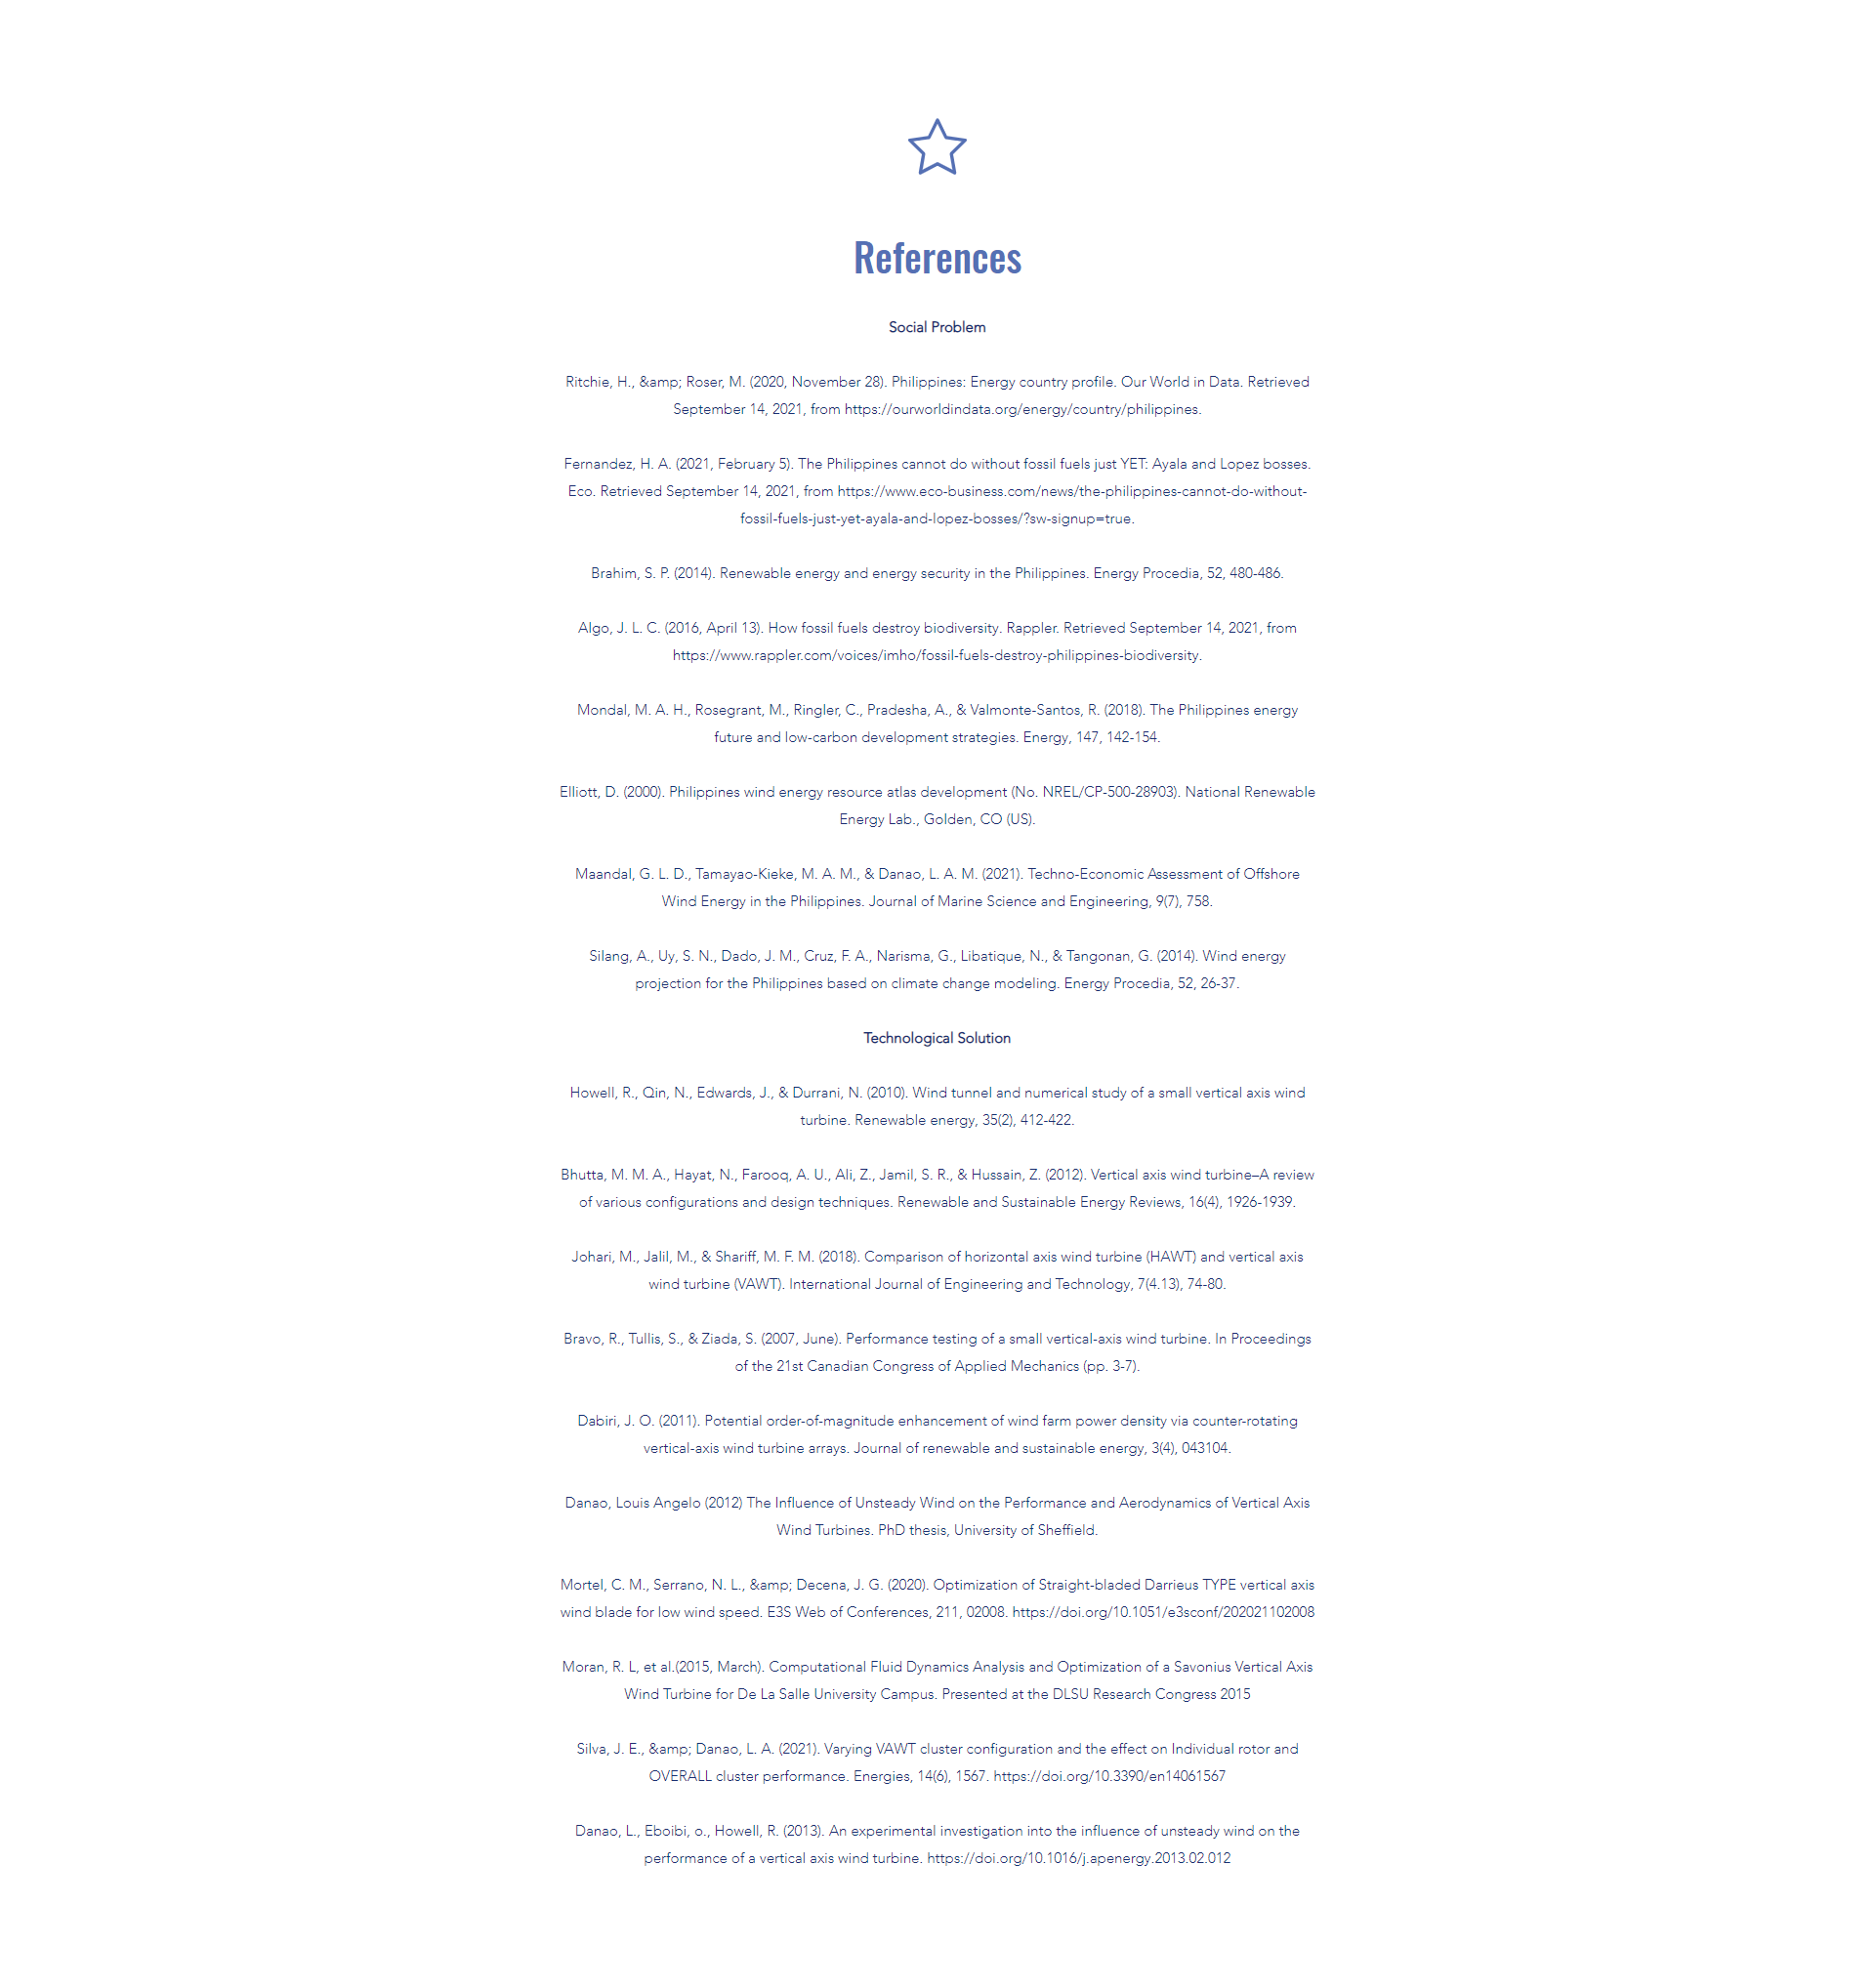 References
Social Problem
Ritchie, H., &amp; Roser, M. (2020, November 28). Philippines: Energy country profile. Our World in Data. Retrieved
September 14, 2021, from https://ourworldindata.org/energy/country/philippines.
Fernandez, H. A. (2021, February 5). The Philippines cannot do without fossil fuels just YET: Ayala and Lopez bosses.
Eco. Retrieved September 14, 2021, from https://www.eco-business.com/news/the-philippines-cannot-do-without-
fossil-fuels-just-yet-ayala-and-lopez-bosses/?sw-signup=true.
Brahim, S. P. (2014). Renewable energy and energy security in the Philippines. Energy Procedia, 52, 480-486.
Algo, J. L. C. (2016, April 13). How fossil fuels destroy biodiversity. Rappler. Retrieved September 14, 2021, from
https://www.rappler.com/voices/imho/fossil-fuels-destroy-philippines-biodiversity.
Mondal, M. A. H., Rosegrant, M., Ringler, C., Pradesha, A., & Valmonte-Santos, R. (2018). The Philippines energy
future and low-carbon development strategies. Energy, 147, 142-154.
Elliott, D. (2000). Philippines wind energy resource atlas development (No. NREL/CP-500-28903). National Renewable
Energy Lab., Golden, CO (US).
Maandal, G. L. D., Tamayao-Kieke, M. A. M., & Danao, L. A. M. (2021). Techno-Economic Assessment of Offshore
Wind Energy in the Philippines. Journal of Marine Science and Engineering, 9(7), 758.
Silang, A., Uy, S. N., Dado, J. M., Cruz, F. A., Narisma, G., Libatique, N., & Tangonan, G. (2014). Wind energy
projection for the Philippines based on climate change modeling. Energy Procedia, 52, 26-37.
Technological Solution
Howell, R., Qin, N., Edwards, J., & Durrani, N. (2010). Wind tunnel and numerical study of a small vertical axis wind
turbine. Renewable energy, 35(2), 412-422.
Bhutta, M. M. A., Hayat, N., Farooq, A. U., Ali, Z., Jamil, S. R., & Hussain, Z. (2012). Vertical axis wind turbine–A review
of various configurations and design techniques. Renewable and Sustainable Energy Reviews, 16(4), 1926-1939.
Johari, M., Jalil, M., & Shariff, M. F. M. (2018). Comparison of horizontal axis wind turbine (HAWT) and vertical axis
wind turbine (VAWT). International Journal of Engineering and Technology, 7(4.13), 74-80.
Bravo, R., Tullis, S., & Ziada, S. (2007, June). Performance testing of a small vertical-axis wind turbine. In Proceedings
of the 21st Canadian Congress of Applied Mechanics (pp. 3-7).
Dabiri, J. O. (2011). Potential order-of-magnitude enhancement of wind farm power density via counter-rotating
vertical-axis wind turbine arrays. Journal of renewable and sustainable energy, 3(4), 043104.
Danao, Louis Angelo (2012) The Influence of Unsteady Wind on the Performance and Aerodynamics of Vertical Axis
Wind Turbines. PhD thesis, University of Sheffield.
Mortel, C. M., Serrano, N. L., &amp; Decena, J. G. (2020). Optimization of Straight-bladed Darrieus TYPE vertical axis
wind blade for low wind speed. E3S Web of Conferences, 211, 02008. https://doi.org/10.1051/e3sconf/202021102008
Moran, R. L, et al.(2015, March). Computational Fluid Dynamics Analysis and Optimization of a Savonius Vertical Axis
Wind Turbine for De La Salle University Campus. Presented at the DLSU Research Congress 2015
Silva, J. E., &amp; Danao, L. A. (2021). Varying VAWT cluster configuration and the effect on Individual rotor and
OVERALL cluster performance. Energies, 14(6), 1567. https://doi.org/10.3390/en14061567
Danao, L., Eboibi, o., Howell, R. (2013). An experimental investigation into the influence of unsteady wind on the
performance of a vertical axis wind turbine. https://doi.org/10.1016/j.apenergy.2013.02.012